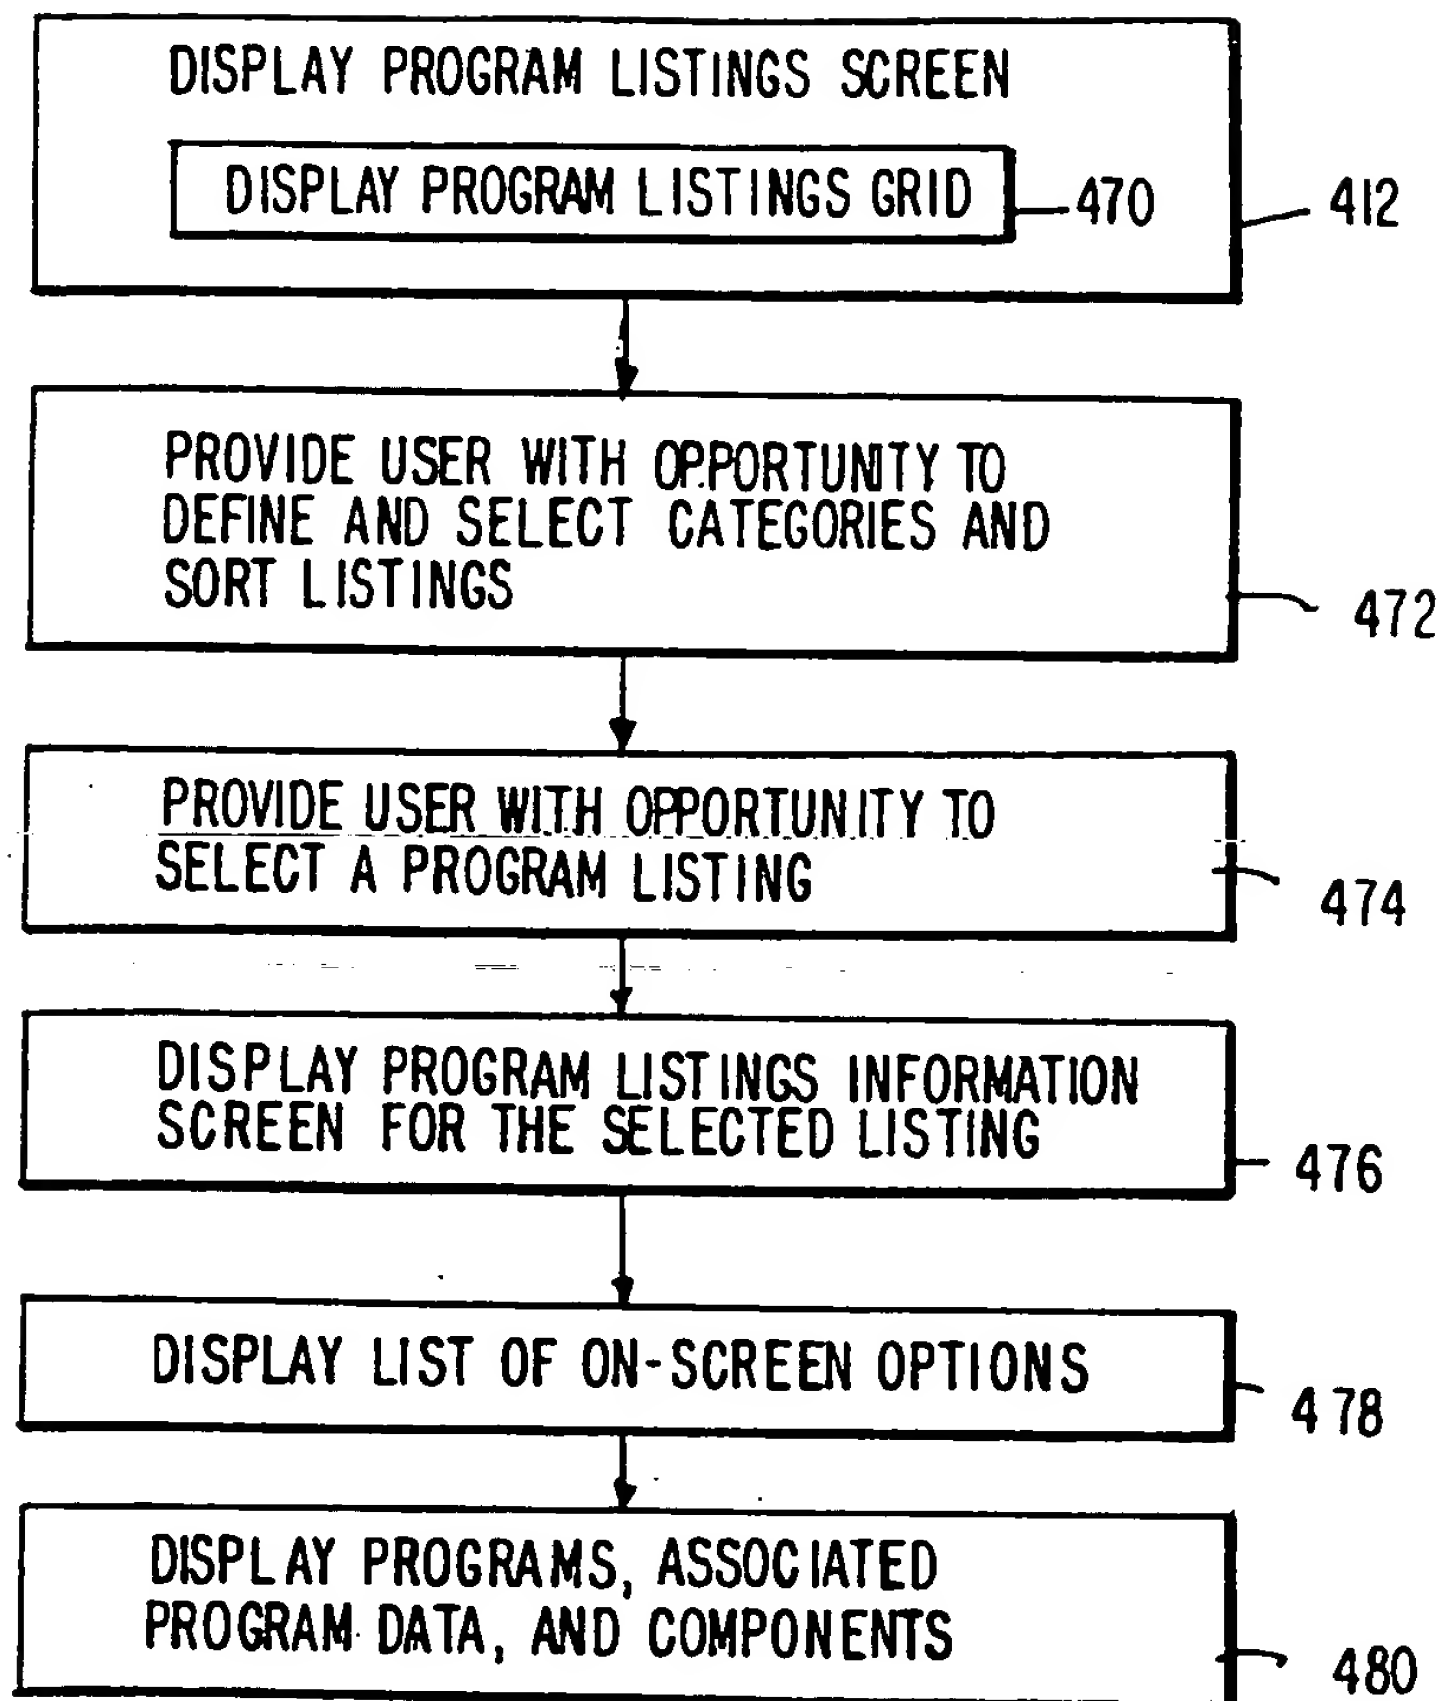 DISPLAY PROGRAM LISTINGS SCREEN
DISPLAY PROGRAM LISTINGS GRID
470
412
PROVIDE USER WITH OPPORTUNITY TO
DEFINE AND SELECT CATEGORIES AND
SORT LISTINGS
472
PROVIDE USER WITH OPPORTUNITY TO
SELECT A PROGRAM LISTING
474
DISPLAY PROGRAM LISTINGS INFORMATION
SCREEN FOR THE SELECTED LISTING
476
DISPLAY LIST OF ON-SCREEN OPTIONS
478
DISPLAY PROGRAMS, ASSOCIATED
PROGRAM DATA, AND COMPONENTS
480